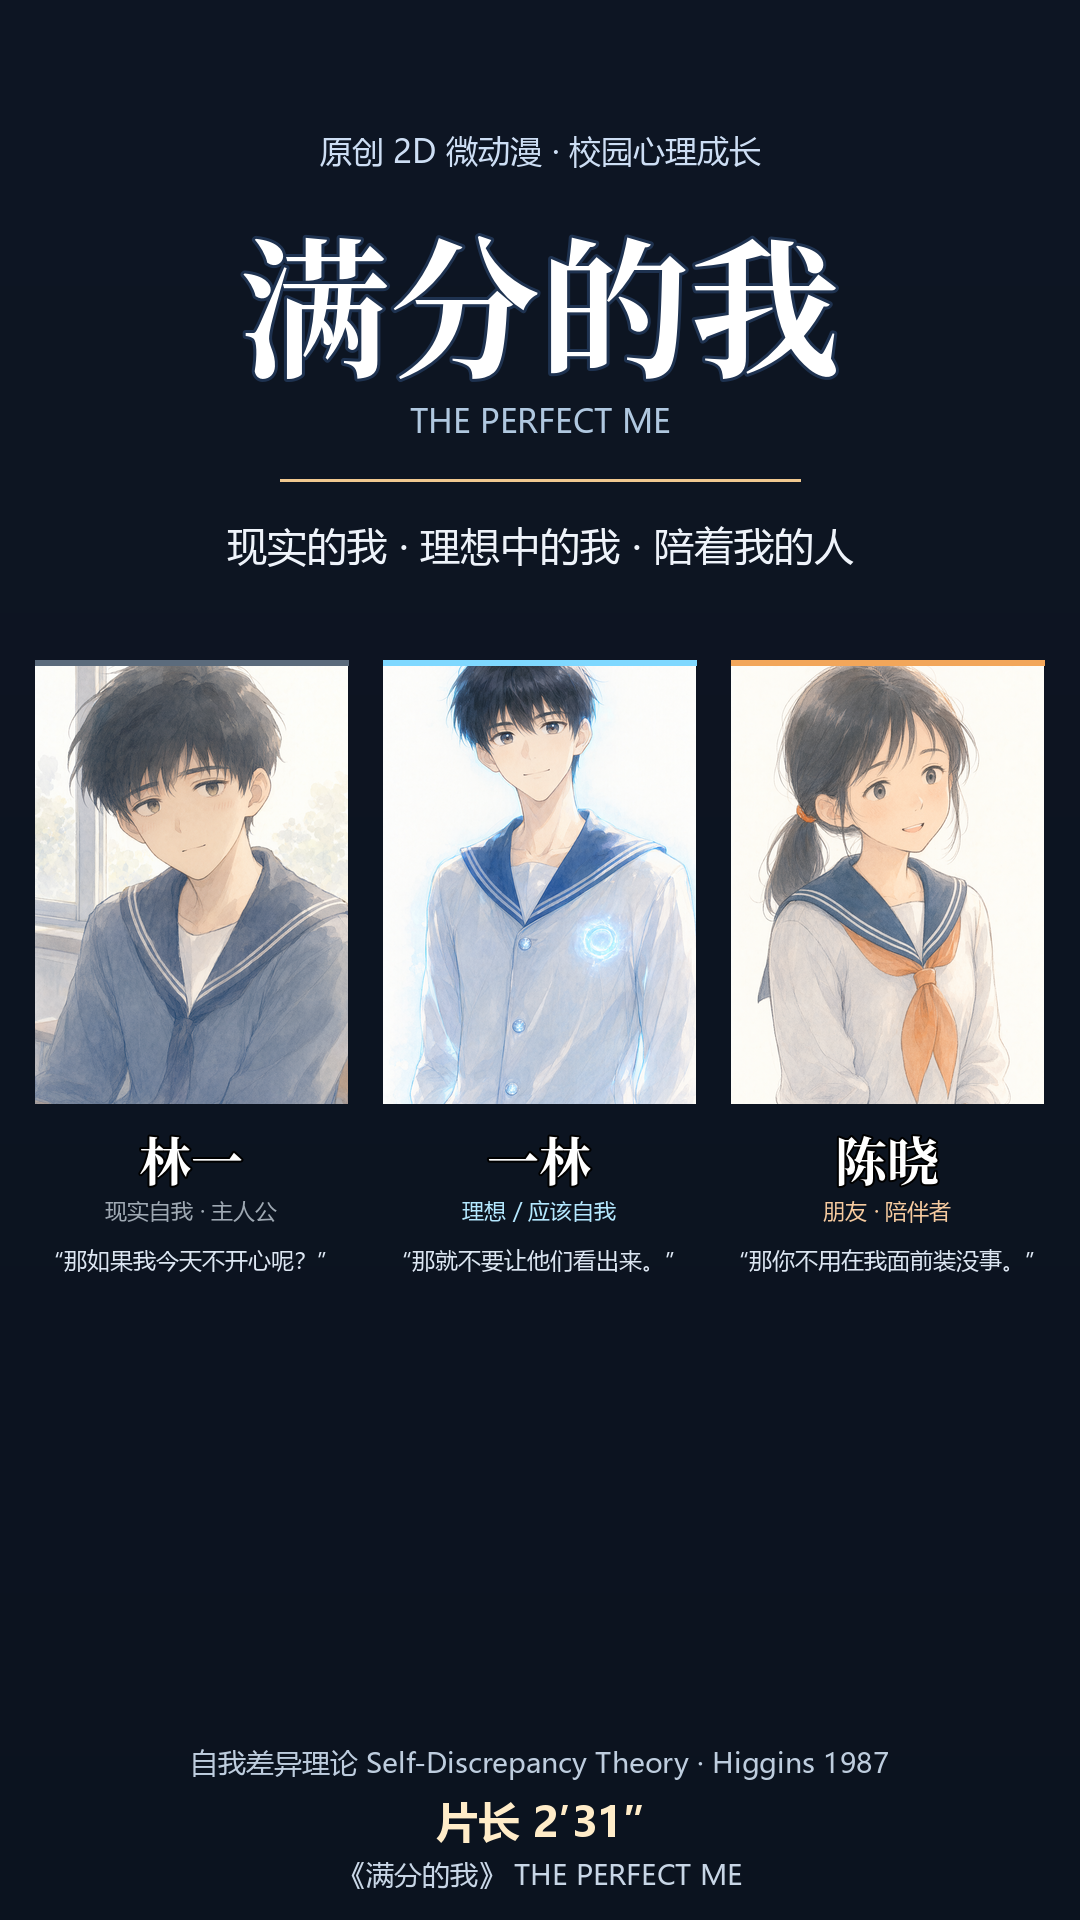 原创 2D 微动漫 · 校园心理成长
满分的我
THE PERFECT ME
现实的我 · 理想中的我 · 陪着我的人
林一
现实自我 · 主人公
“那如果我今天不开心呢？”
一林
理想 / 应该自我
“那就不要让他们看出来。”
陈晓
朋友 · 陪伴者
“那你不用在我面前装没事。”
自我差异理论 Self-Discrepancy Theory · Higgins 1987
片长 2′31″
《满分的我》 THE PERFECT ME